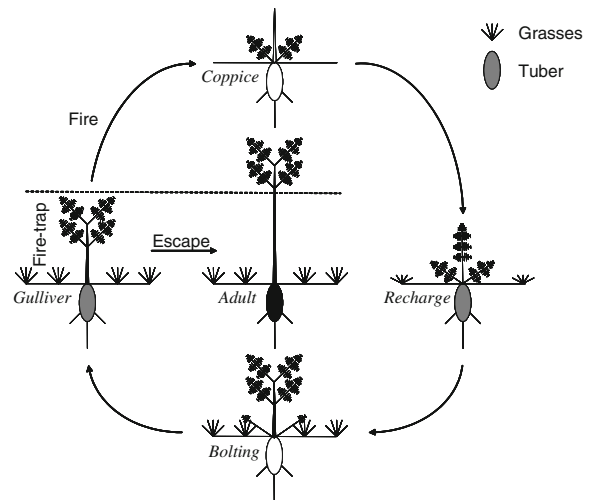 Grasses
Tuber
Coppice
Fire
Fire-trap
Escape
Gulliver
Adult
Recharge
Bolting